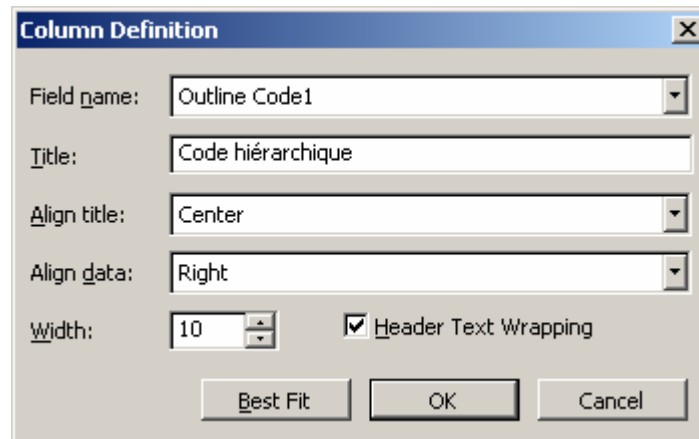 Column Definition
Field name: Outline Code1
Title: Code hiérarchique
Align title: Center
Align data: Right
Width: 10 Header Text Wrapping
Best Fit OK Cancel